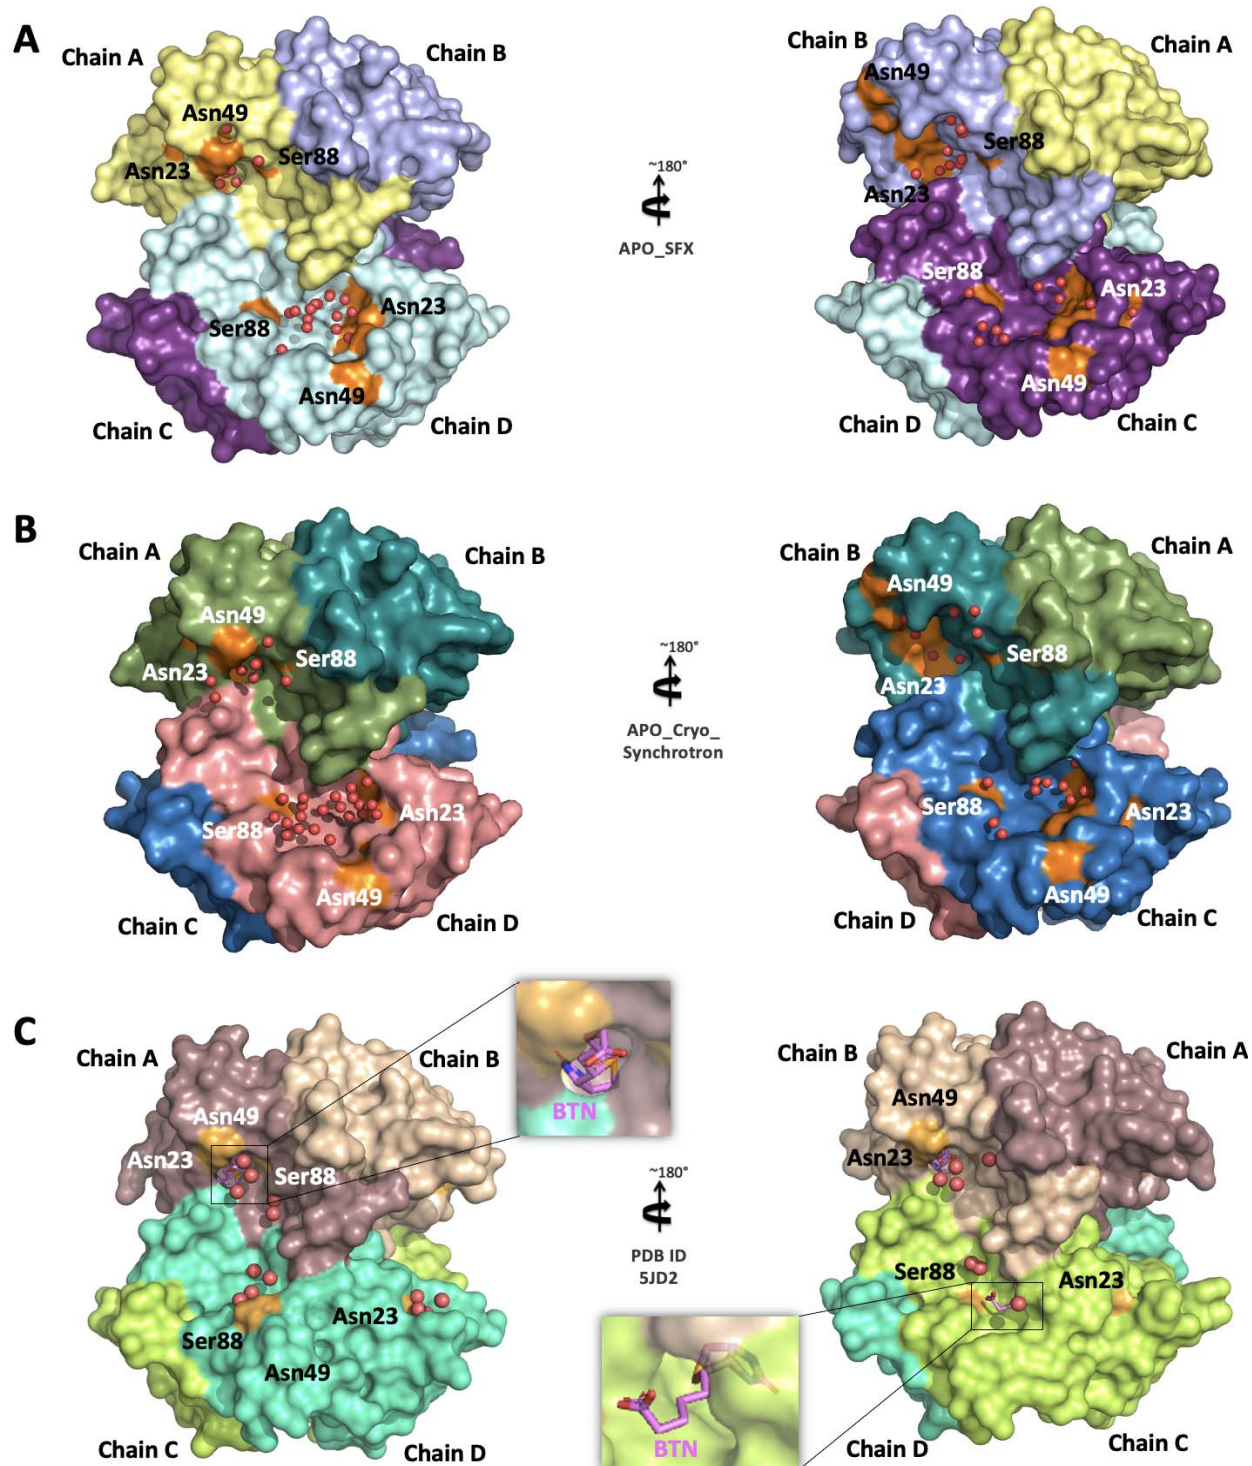 A
Chain A
Chain B
Asn49
Asn23
Ser88
Ser88
Asn23
Asn49
Chain C
Chain D
~180°
APO_SFX
Chain B
Chain A
Asn49
Ser88
Asn23
Ser88
Asn23
Asn49
Chain D
Chain C
B
Chain A
Chain B
Asn49
Asn23
Ser88
Ser88
Asn23
Asn49
Chain C
Chain D
~180°
APO_Cryo_
Synchrotron
Chain B
Chain A
Asn49
Ser88
Asn23
Ser88
Asn23
Asn49
Chain D
Chain C
C
Chain A
Chain B
Asn49
Asn23
Ser88
BTN
Ser88
Asn23
Asn49
Chain C
Chain D
~180°
PDB ID
5JD2
BTN
Chain B
Chain A
Asn49
Asn23
Ser88
Asn23
Chain D
Chain C